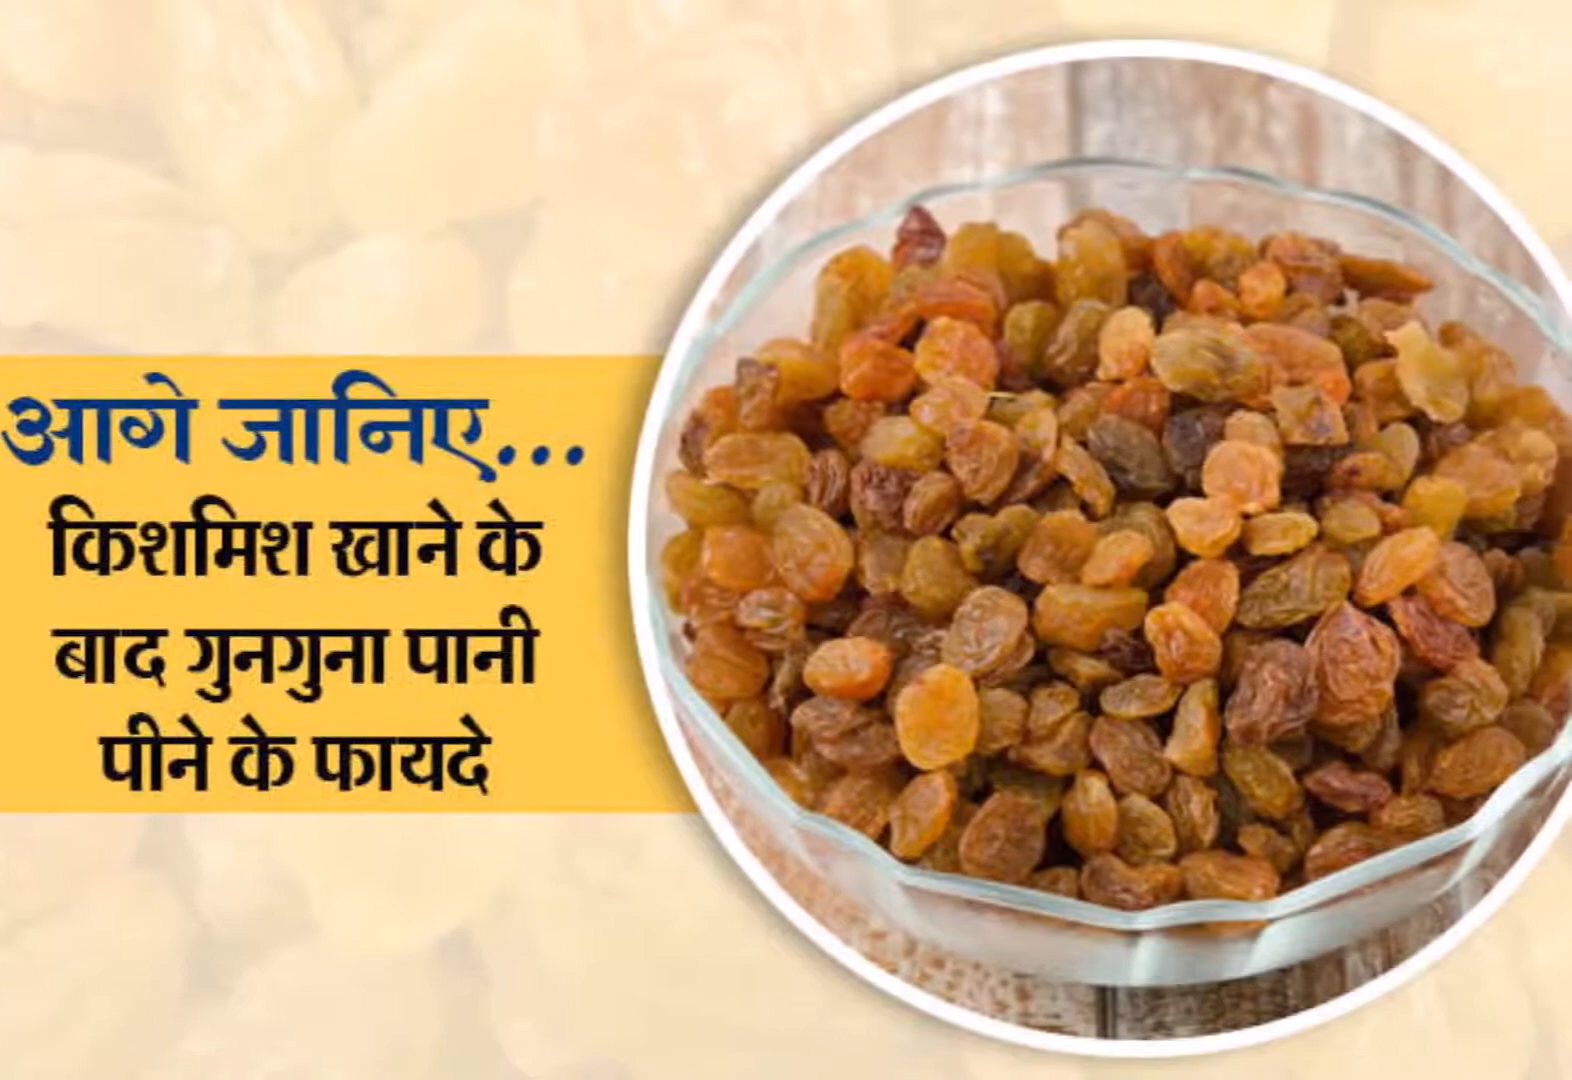 आगे जानिए...
किशमिश खाने के
बाद गुनगुना पानी
पीने के फायदे